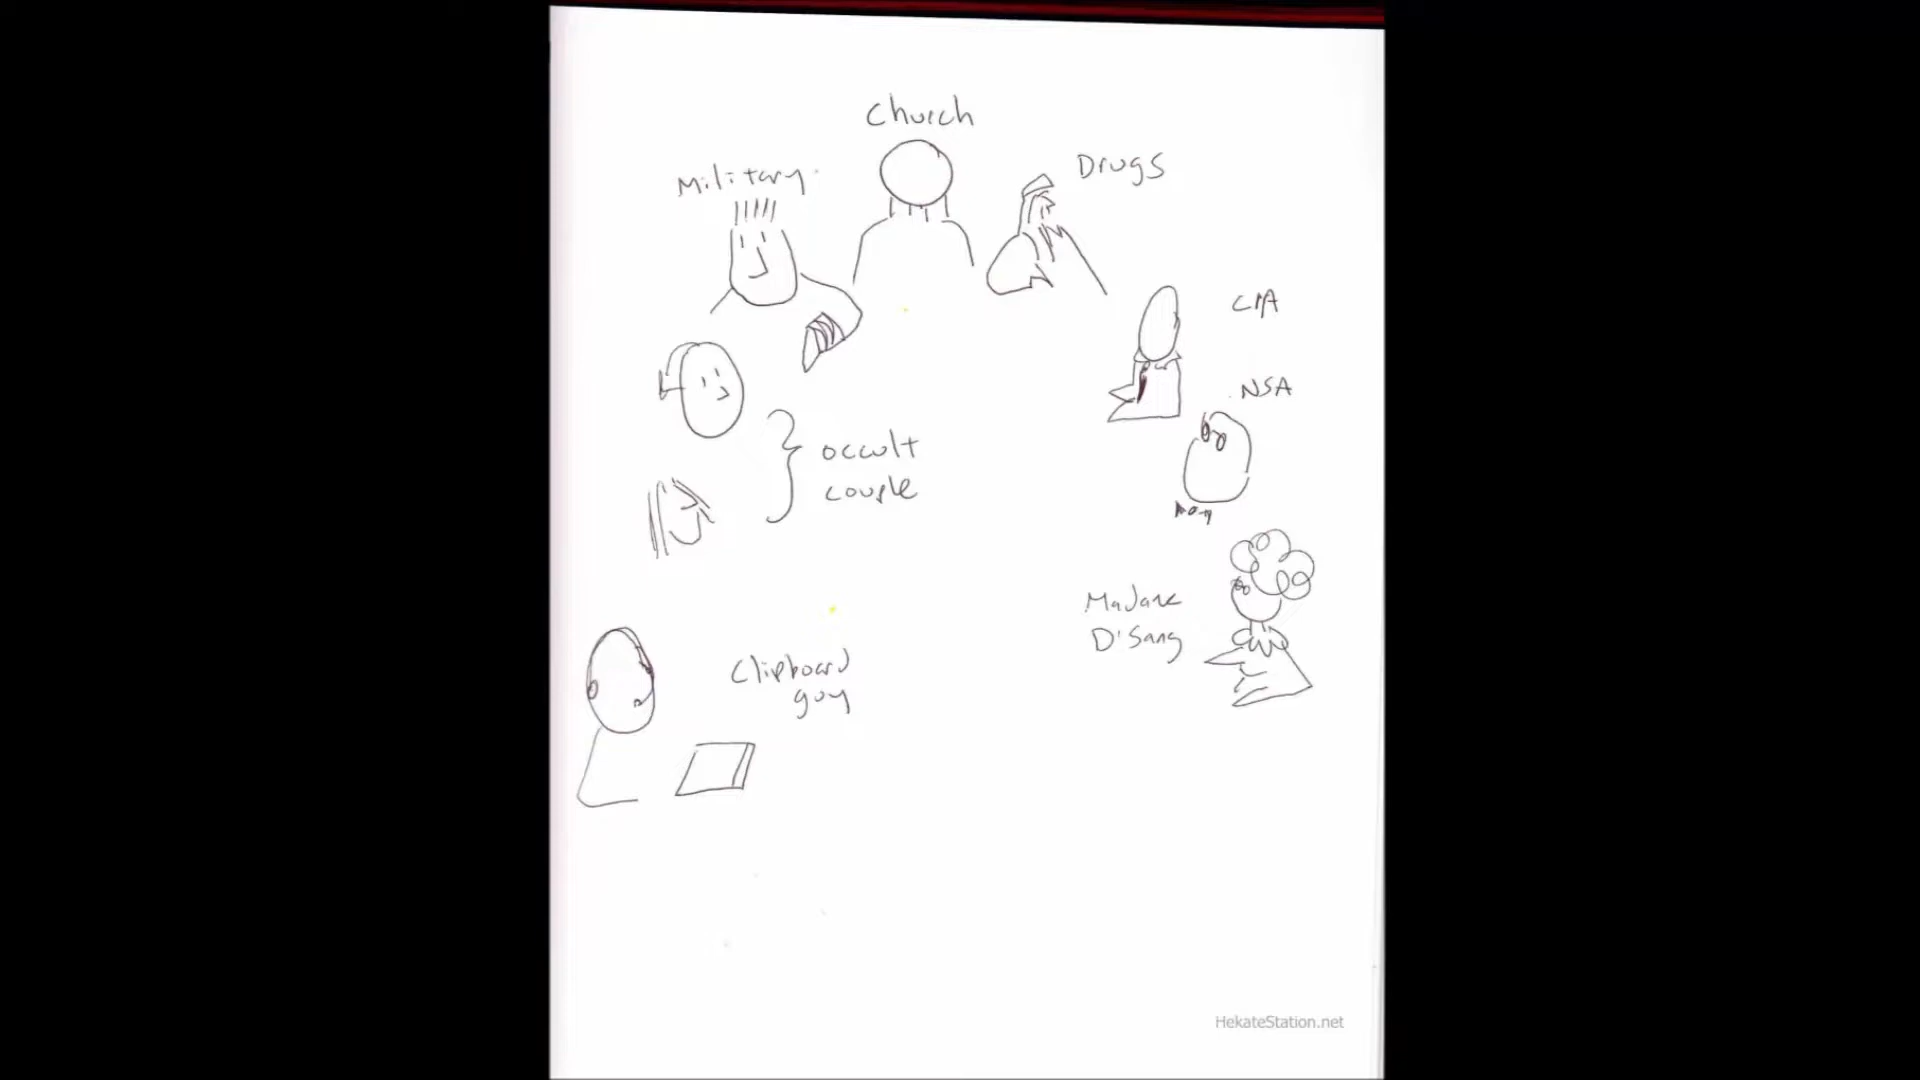 Church
Military
Drugs
CIA
NSA
occult
couple
Madame
D'Sang
Clipboard
guy
HekateStation.net